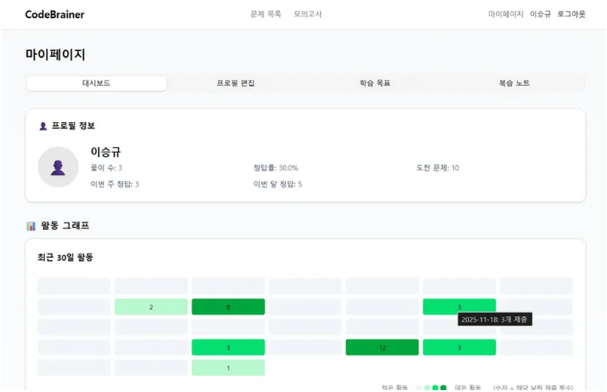 CodeBrainer
문제 목록 모의고사
마이페이지 이승규 로그아웃
마이페이지
대시보드 프로필 편집 학습 목표 복습 노트
프로필 정보
이승규
풀이 수: 3 정답률: 30.0% 도전 문제: 10
이번 주 정답: 3 이번 달 정답: 5
활동 그래프
최근 30일 활동
2 8 3
2025-11-18: 3개 제출
3 12 3
1
적은 활동 많은 활동 (숫자 = 해당 날짜 제출 횟수)